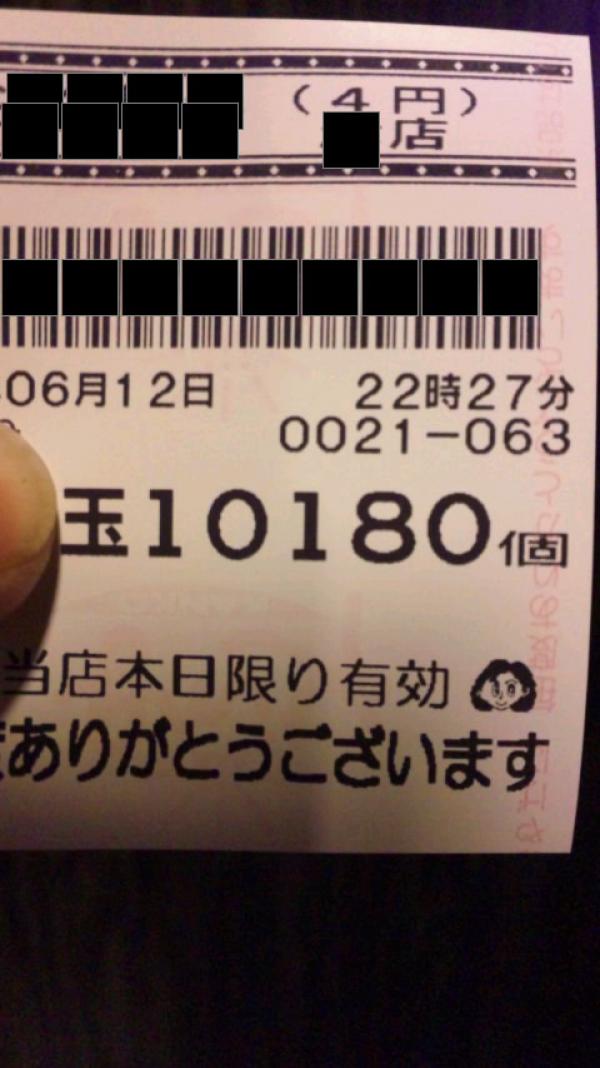 （４円）
店
06月12日 22時27分
0021－063
玉10180個
当店本日限り有効
ありがとうございます